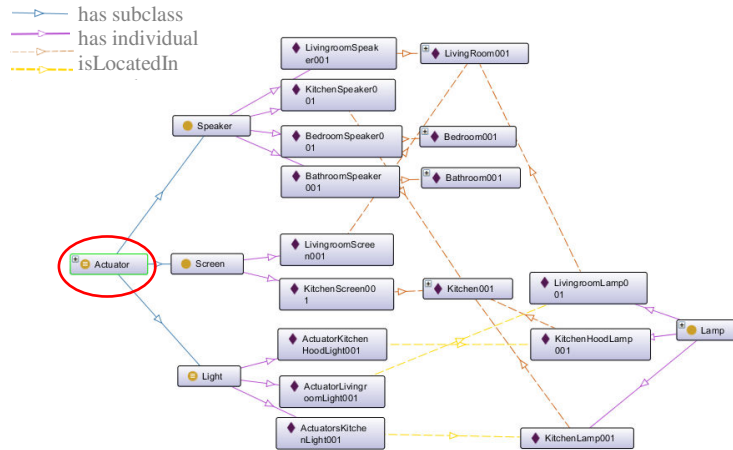 has subclass
has individual
isLocatedIn
LivingroomSpeak
er001
LivingRoom001
KitchenSpeaker0
01
Speaker
BedroomSpeaker0
01
Bedroom001
BathroomSpeaker
001
Bathroom001
LivingroomScree
n001
Actuator
Screen
KitchenScreen00
1
Kitchen001
LivingroomLamp0
01
Lamp
ActuatorKitchen
HoodLight001
KitchenHoodLamp
001
Light
ActuatorLivingr
oomLight001
ActuatorsKitche
nLight001
KitchenLamp001